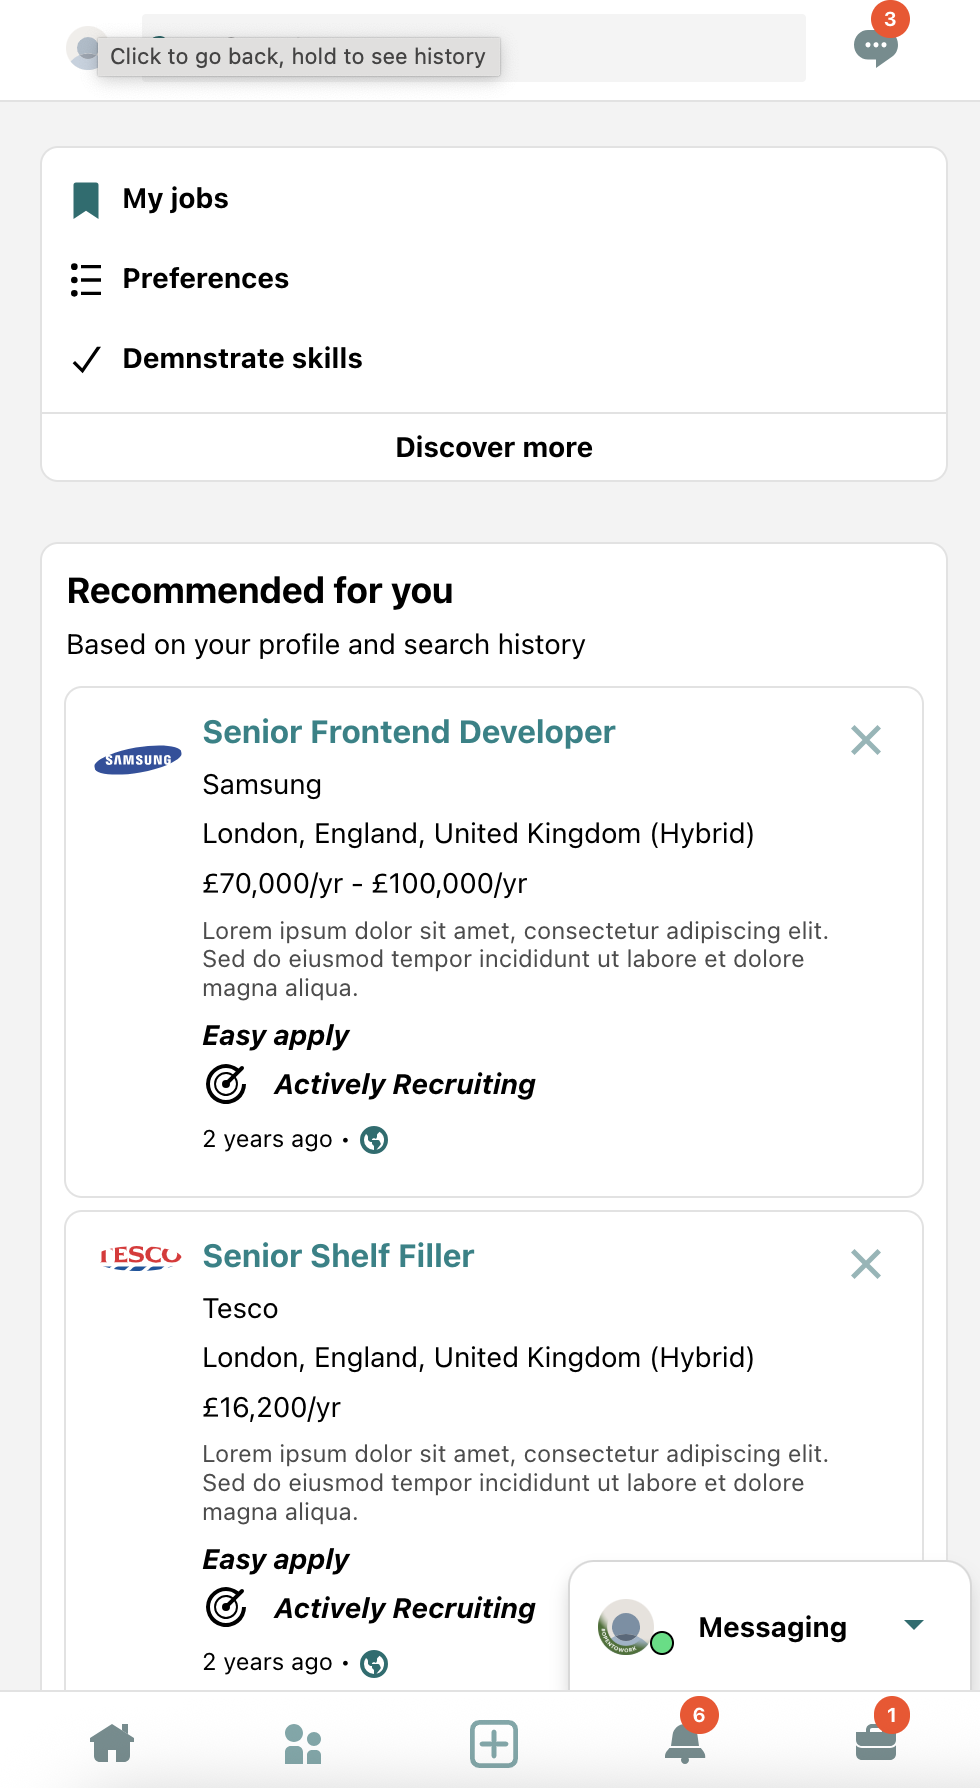 Click to go back, hold to see history
3
My jobs
Preferences
Demnstrate skills
Discover more
Recommended for you
Based on your profile and search history
SAMSUNG
Senior Frontend Developer
Samsung
London, England, United Kingdom (Hybrid)
£70,000/yr - £100,000/yr
Lorem ipsum dolor sit amet, consectetur adipiscing elit.
Sed do eiusmod tempor incididunt ut labore et dolore
magna aliqua.
Easy apply
Actively Recruiting
2 years ago •
TESCO
Senior Shelf Filler
Tesco
London, England, United Kingdom (Hybrid)
£16,200/yr
Lorem ipsum dolor sit amet, consectetur adipiscing elit.
Sed do eiusmod tempor incididunt ut labore et dolore
magna aliqua.
Easy apply
Actively Recruiting
2 years ago •
#OPENTOWORK
Messaging
6
1